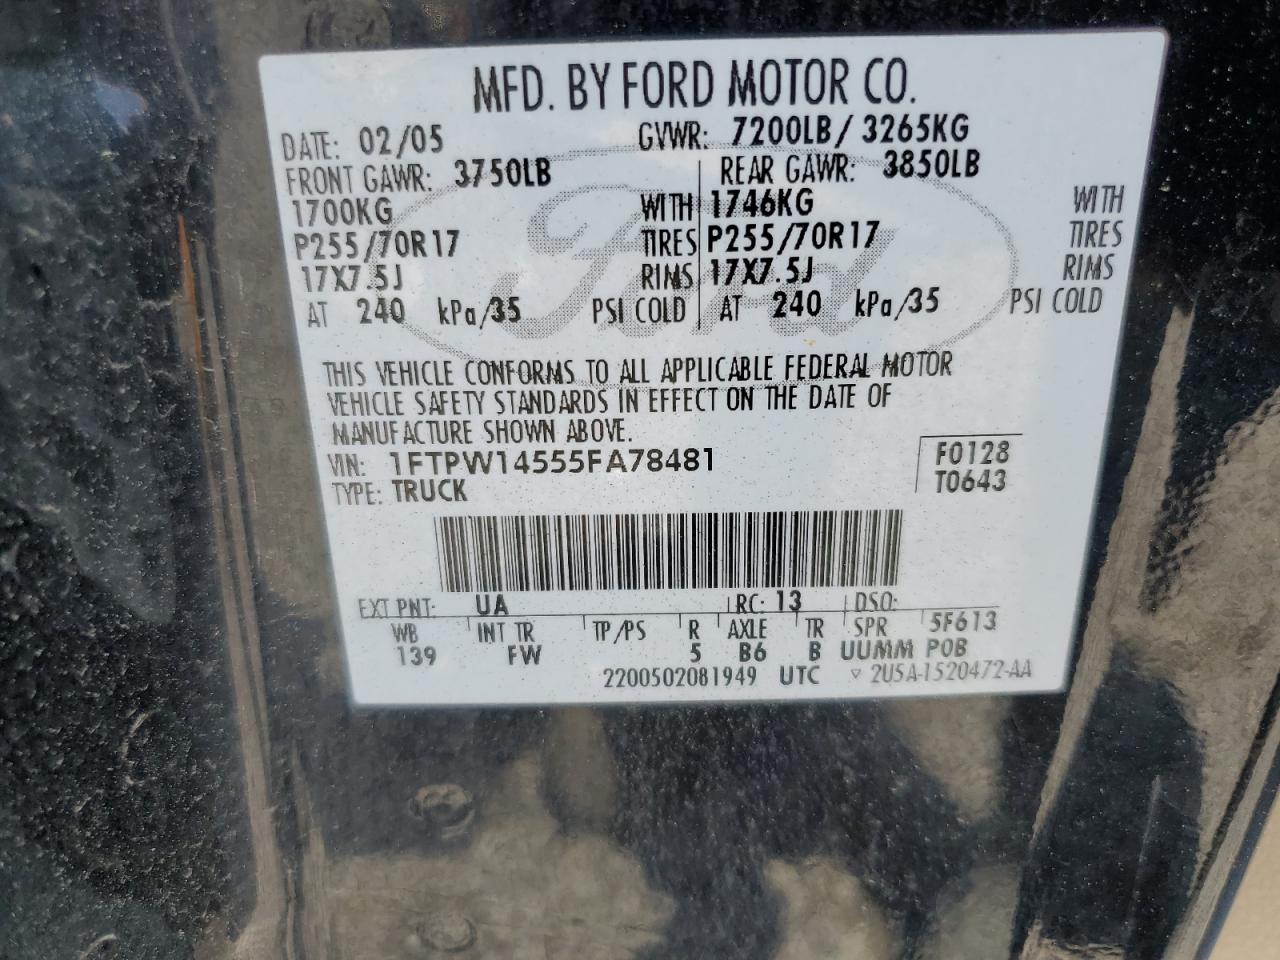 MFD. BY FORD MOTOR CO.
DATE: 02/05 GVWR: 7200LB/ 3265KG
FRONT GAWR: 3750LB REAR GAWR: 3850LB
1700KG WITH 1746KG WITH
P255/70R17 TIRES P255/70R17 TIRES
17X7.5J RIMS 17X7.5J RIMS
AT 240 kPa/35 PSI COLD AT 240 kPa/35 PSI COLD
Ford
THIS VEHICLE CONFORMS TO ALL APPLICABLE FEDERAL MOTOR
VEHICLE SAFETY STANDARDS IN EFFECT ON THE DATE OF
MANUFACTURE SHOWN ABOVE.
VIN: 1FTPW14555FA78481 F0128
TYPE: TRUCK T0643
EXT PNT: UA RC: 13 DSO:
WB INT TR TP/PS R AXLE TR SPR 5F613
139 FW 5 B6 B UUMM POB
2200502081949 UTC ▽ 2U5A-1520472-AA